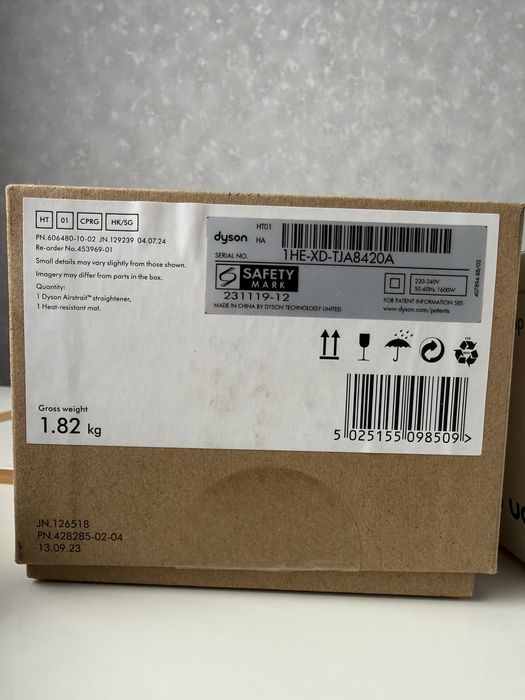 HT 01 CPRG HK/SG
PN.606480-10-02 JN.129239 04.07.24
Re-order No.453969-01
Small details may vary slightly from those shown.
Imagery may differ from parts in the box.
Quantity:
1 Dyson Airstrait™ straightener,
1 Heat-resistant mat.
Gross weight
1.82 kg
dyson HT01
HA
SERIAL NO. 1HE-XD-TJA8420A
S SAFETY
MARK
231119-12
MADE IN CHINA BY DYSON TECHNOLOGY LIMITED
220-240V
50-60Hz 1600W
FOR PATENT INFORMATION SEE:
www.dyson.com/patents
407894-88/02
5 025155 098509 >
JN.126518
PN.428285-02-04
13.09.23